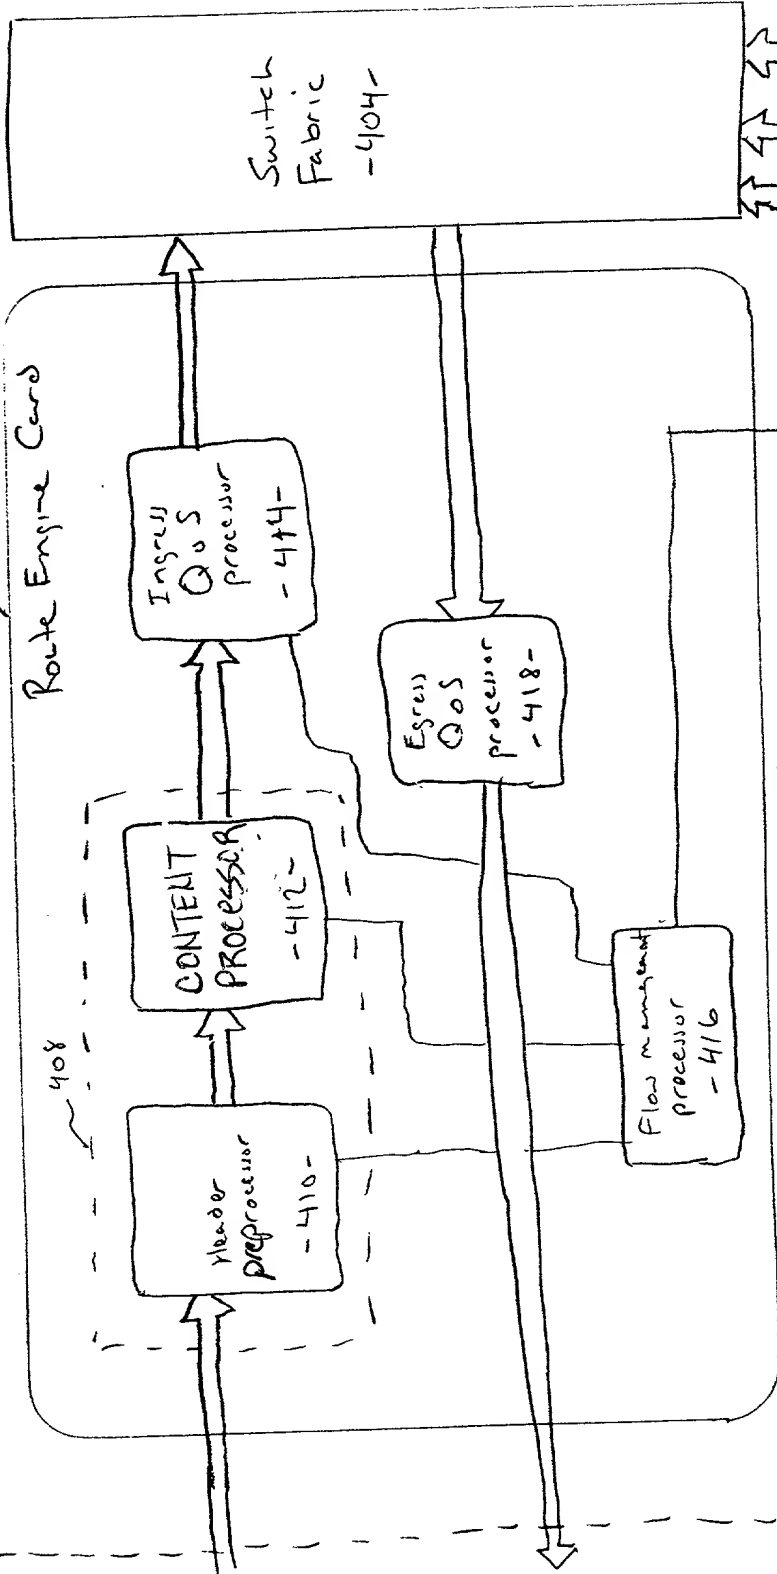 Route Engine Card
408
Header
preprocessor
-410-
CONTENT
PROCESSOR
-412-
Ingress
QoS
processor
-414-
Switch
Fabric
-404-
Egress
QoS
processor
-418-
Flow management
processor
-416-